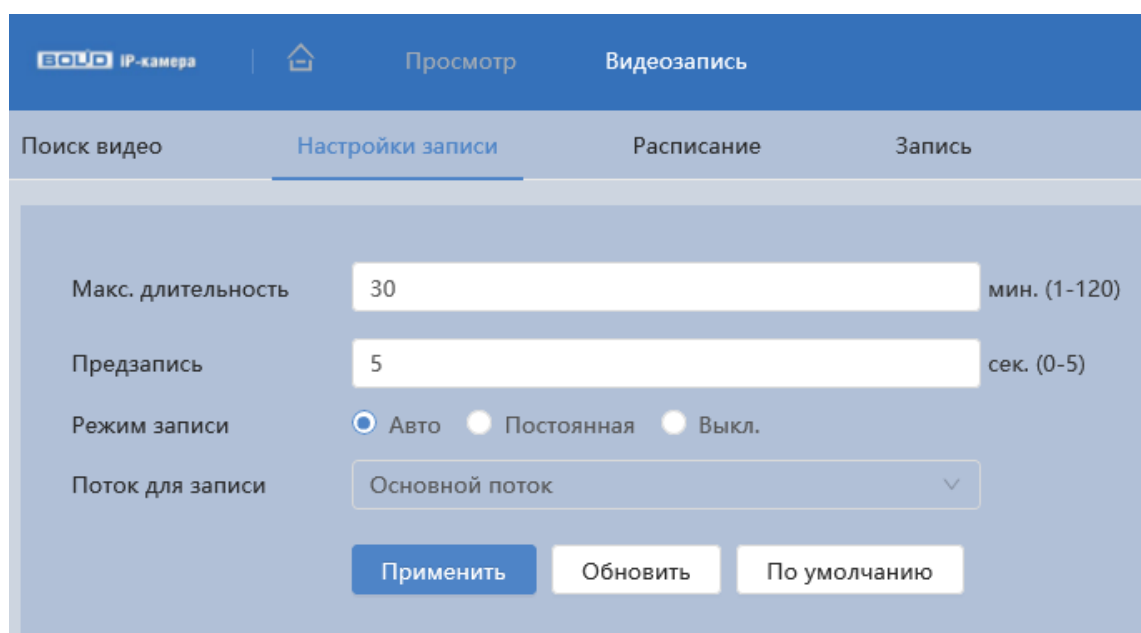 BOLID IP-камера Просмотр Видеозапись
Поиск видео Настройки записи Расписание Запись
Макс. длительность 30 мин. (1-120)
Предзапись 5 сек. (0-5)
Режим записи Авто Постоянная Выкл.
Поток для записи Основной поток
Применить Обновить По умолчанию